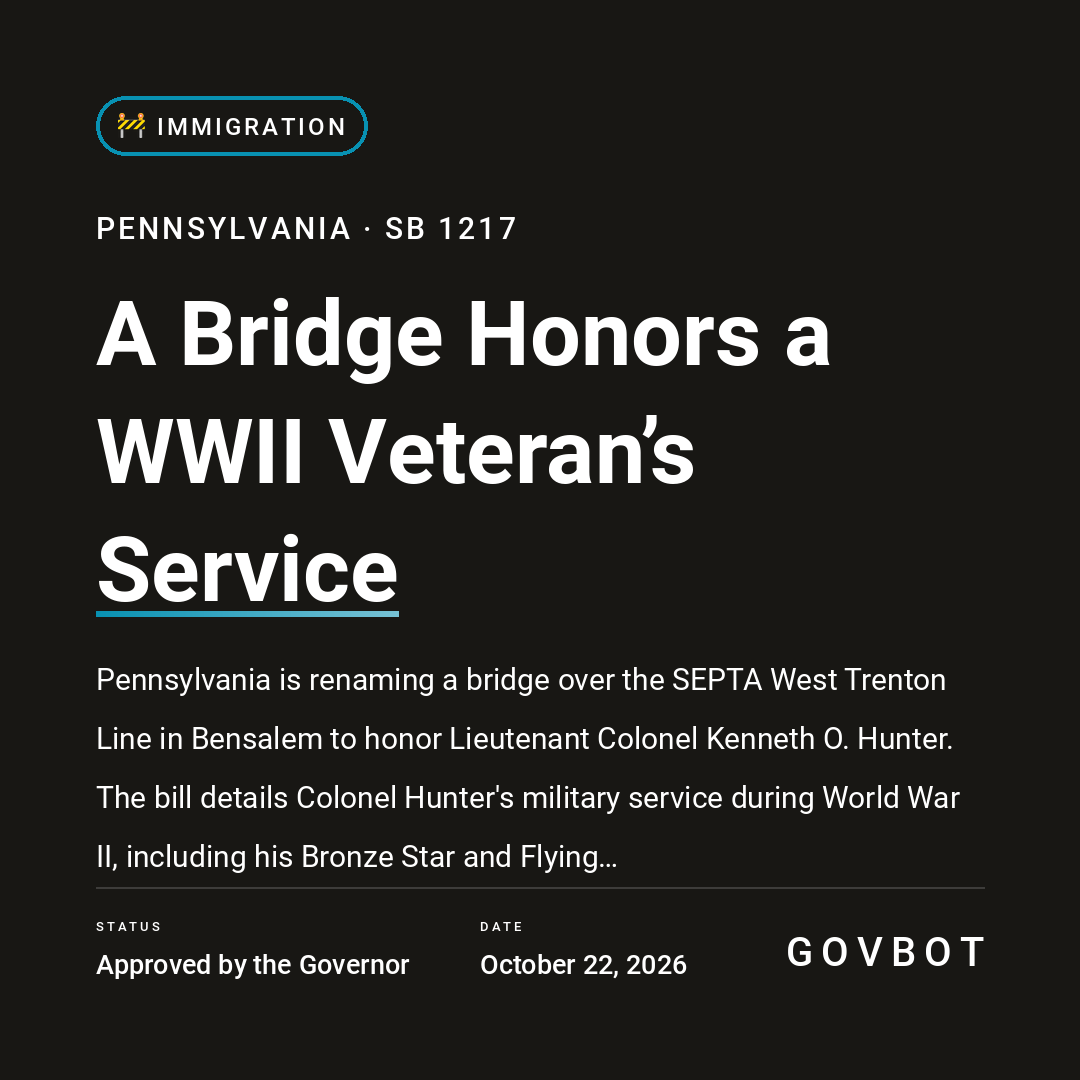 🚧 IMMIGRATION
PENNSYLVANIA · SB 1217
A Bridge Honors a
WWII Veteran’s
Service
Pennsylvania is renaming a bridge over the SEPTA West Trenton
Line in Bensalem to honor Lieutenant Colonel Kenneth O. Hunter.
The bill details Colonel Hunter's military service during World War
II, including his Bronze Star and Flying...
STATUS
Approved by the Governor
DATE
October 22, 2026
GOVBOT